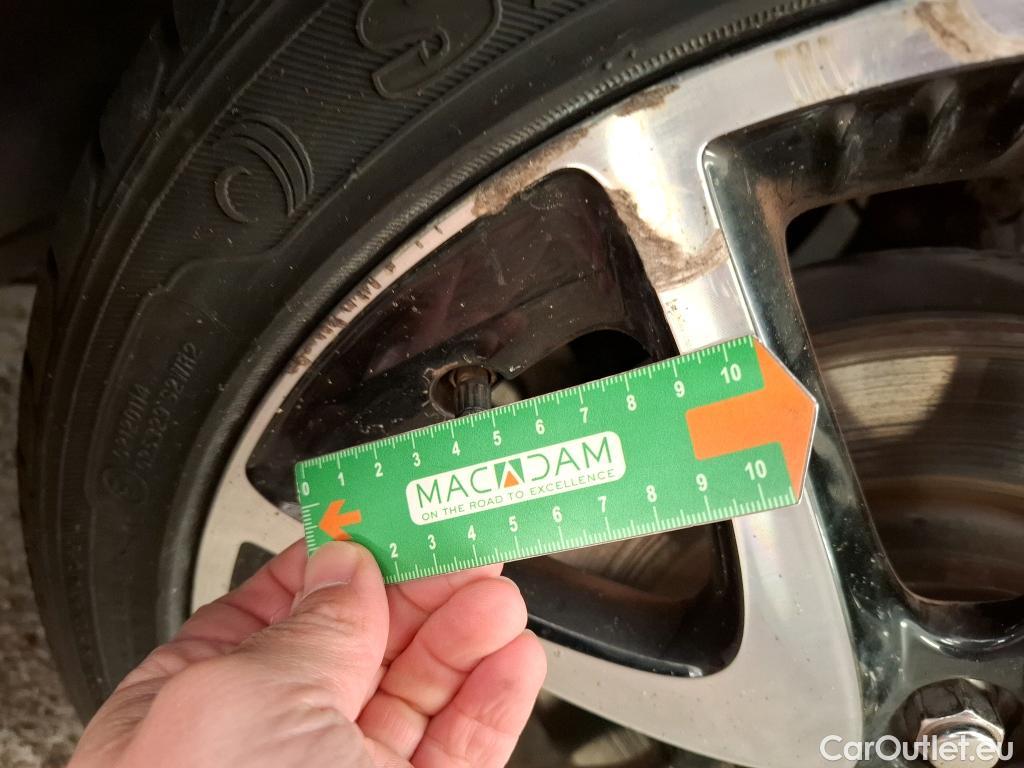 0 1 2 3 4 5 6 7 8 9 10
MACADAM
ON THE ROAD TO EXCELLENCE
2 3 4 5 6 7 8 9 10
CarOutlet.eu